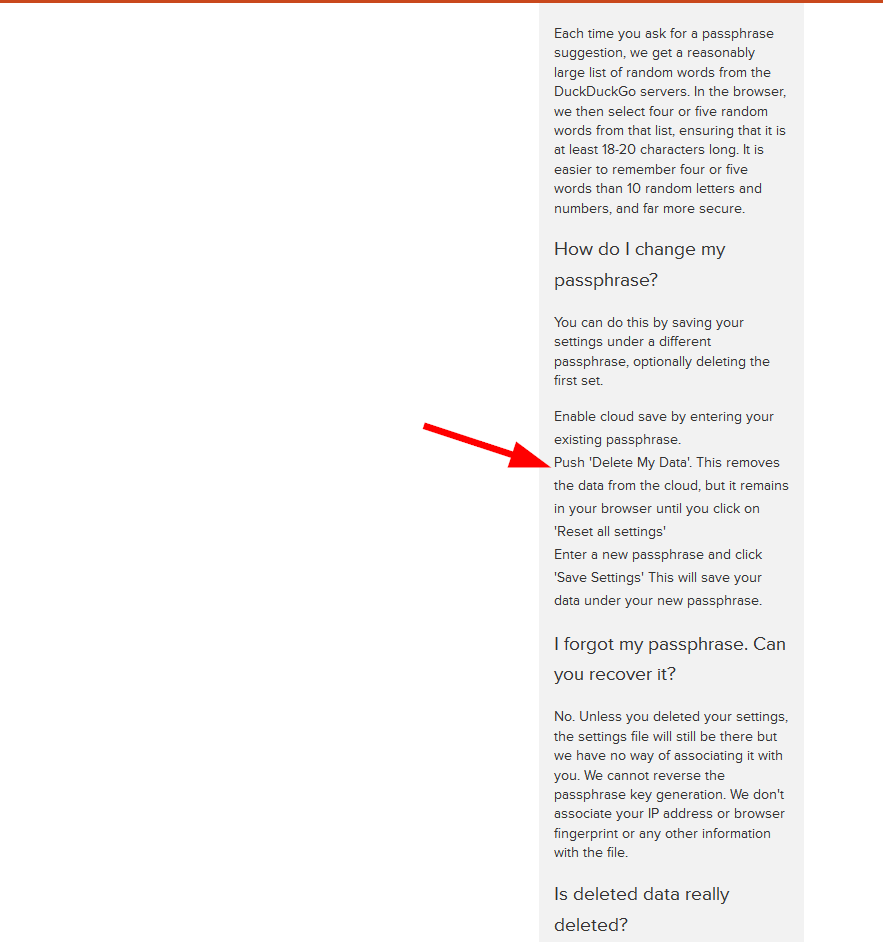 Each time you ask for a passphrase
suggestion, we get a reasonably
large list of random words from the
DuckDuckGo servers. In the browser,
we then select four or five random
words from that list, ensuring that it is
at least 18-20 characters long. It is
easier to remember four or five
words than 10 random letters and
numbers, and far more secure.
How do I change my
passphrase?
You can do this by saving your
settings under a different
passphrase, optionally deleting the
first set.
Enable cloud save by entering your
existing passphrase.
Push 'Delete My Data'. This removes
the data from the cloud, but it remains
in your browser until you click on
'Reset all settings'
Enter a new passphrase and click
'Save Settings' This will save your
data under your new passphrase.
I forgot my passphrase. Can
you recover it?
No. Unless you deleted your settings,
the settings file will still be there but
we have no way of associating it with
you. We cannot reverse the
passphrase key generation. We don't
associate your IP address or browser
fingerprint or any other information
with the file.
Is deleted data really
deleted?